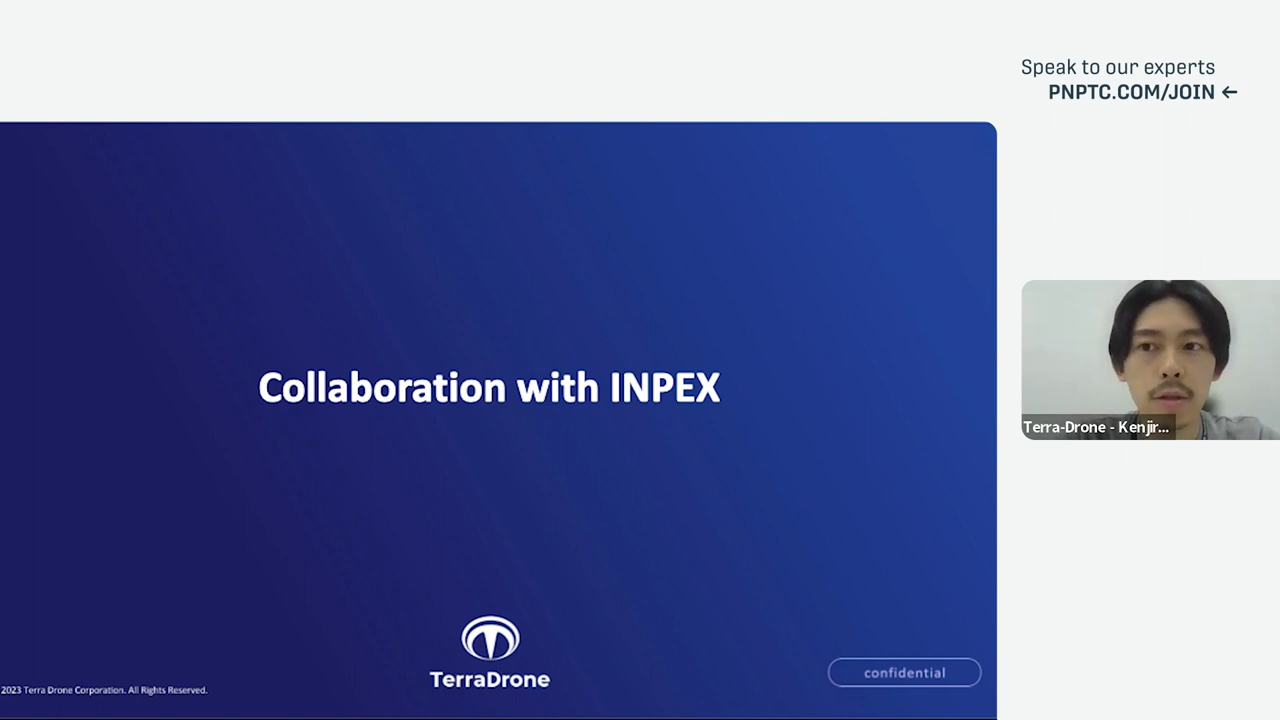 Speak to our experts
PNPTC.COM/JOIN ←
Collaboration with INPEX
Terra-Drone - Kenjir...
TerraDrone
confidential
2023 Terra Drone Corporation. All Rights Reserved.